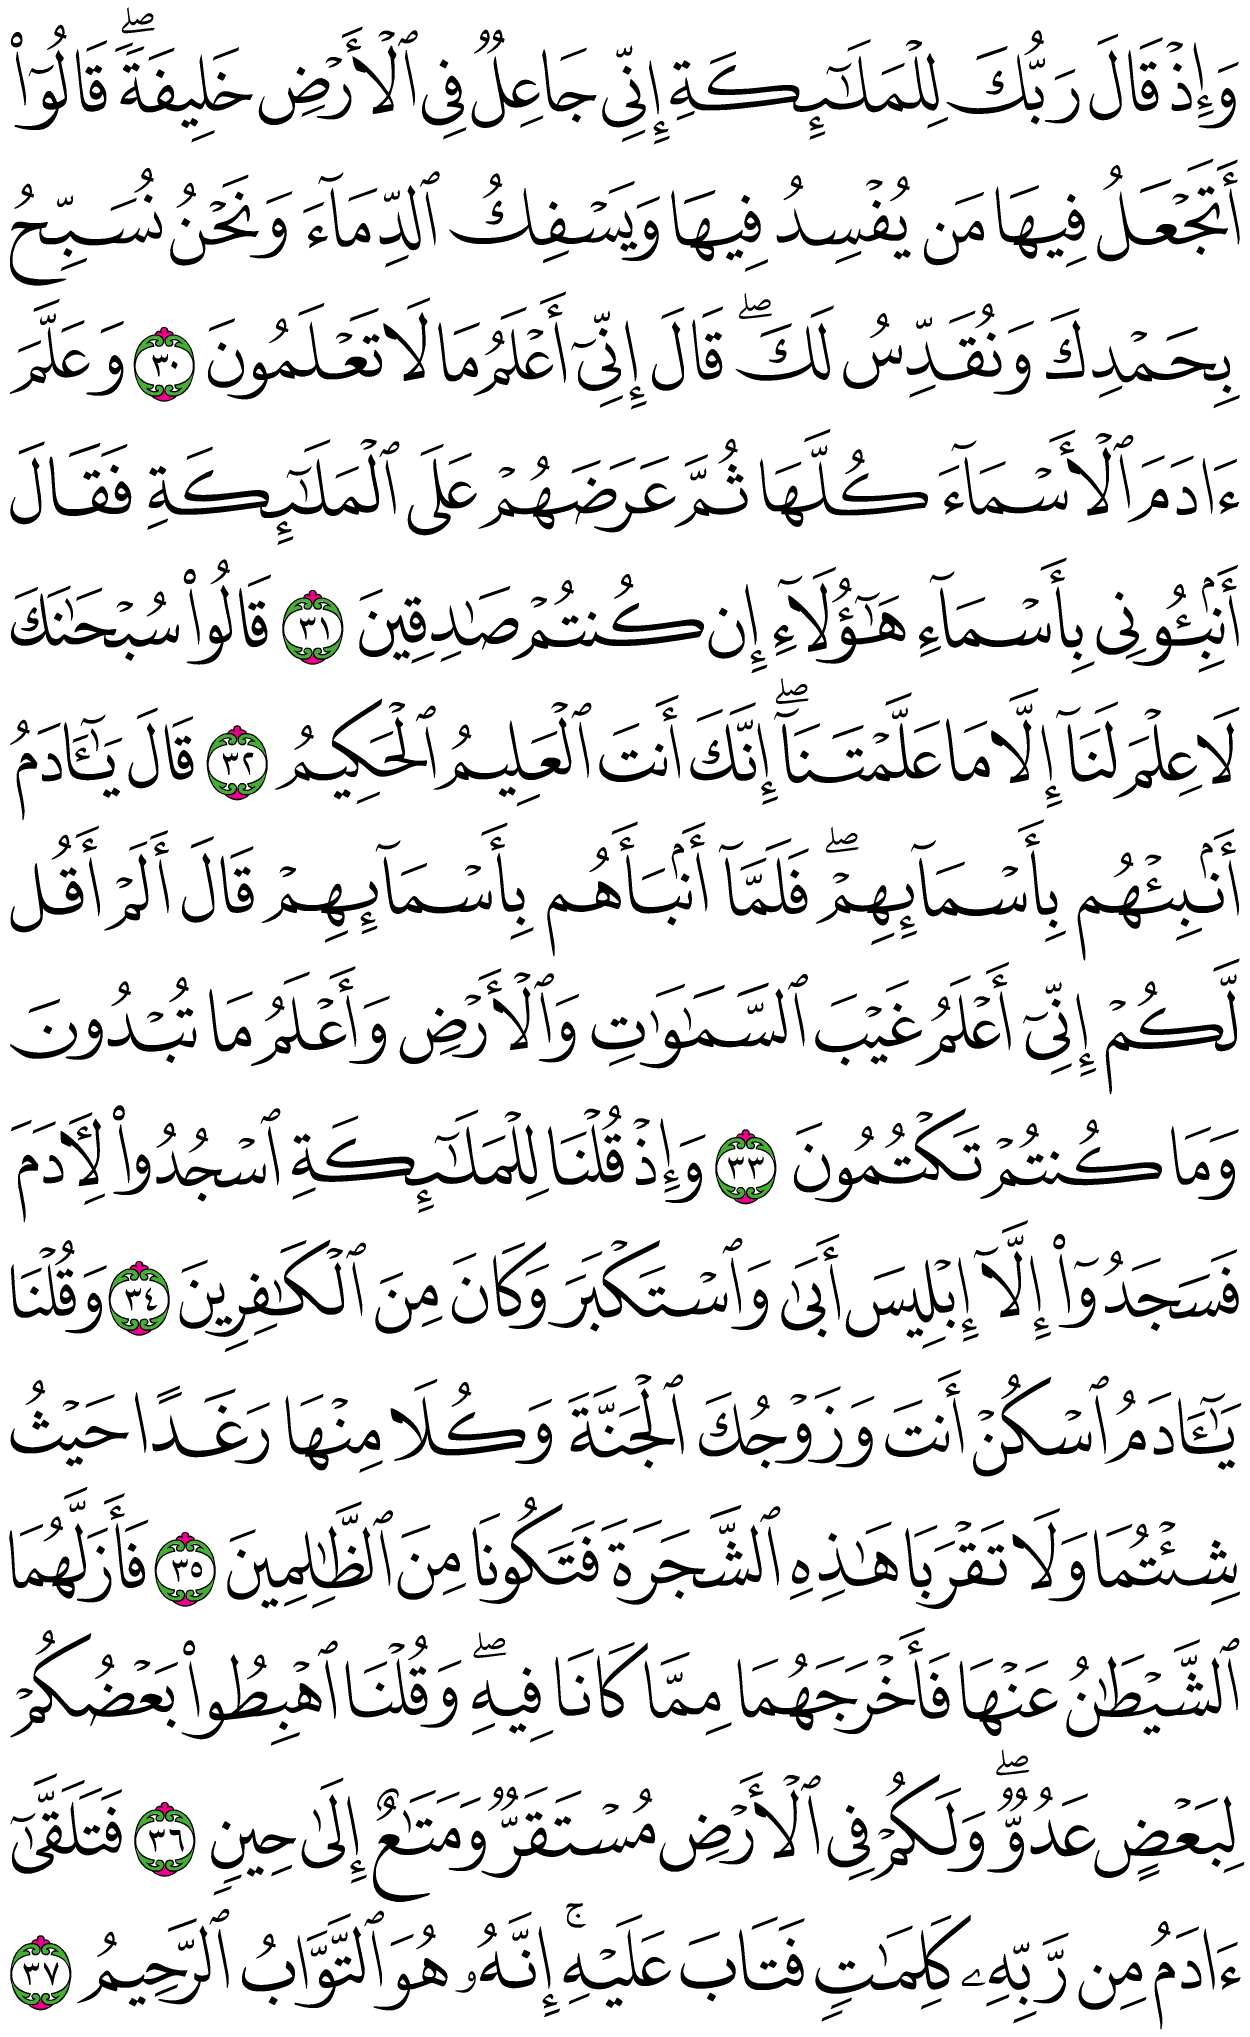 وَإِذۡ قَالَ رَبُّكَ لِلۡمَلَـٰٓئِكَةِ إِنِّى جَاعِلٌ فِى ٱلۡأَرۡضِ خَلِيفَةًۖ قَالُوٓاْ
أَتَجۡعَلُ فِيهَا مَن يُفۡسِدُ فِيهَا وَيَسۡفِكُ ٱلدِّمَآءَ وَنَحۡنُ نُسَبِّحُ
بِحَمۡدِكَ وَنُقَدِّسُ لَكَۖ قَالَ إِنِّىٓ أَعۡلَمُ مَا لَا تَعۡلَمُونَ ٣٠ وَعَلَّمَ
ءَادَمَ ٱلۡأَسۡمَآءَ كُلَّهَا ثُمَّ عَرَضَهُمۡ عَلَى ٱلۡمَلَـٰٓئِكَةِ فَقَالَ
أَنۢبِـُٔونِى بِأَسۡمَآءِ هَـٰٓؤُلَآءِ إِن كُنتُمۡ صَـٰدِقِينَ ٣١ قَالُواْ سُبۡحَـٰنَكَ
لَا عِلۡمَ لَنَآ إِلَّا مَا عَلَّمۡتَنَآۖ إِنَّكَ أَنتَ ٱلۡعَلِيمُ ٱلۡحَكِيمُ ٣٢ قَالَ يَـٰٓـَٔادَمُ
أَنۢبِئۡهُم بِأَسۡمَآئِهِمۡۖ فَلَمَّآ أَنۢبَأَهُم بِأَسۡمَآئِهِمۡ قَالَ أَلَمۡ أَقُل
لَّكُمۡ إِنِّىٓ أَعۡلَمُ غَيۡبَ ٱلسَّمَـٰوَٰتِ وَٱلۡأَرۡضِ وَأَعۡلَمُ مَا تُبۡدُونَ
وَمَا كُنتُمۡ تَكۡتُمُونَ ٣٣ وَإِذۡ قُلۡنَا لِلۡمَلَـٰٓئِكَةِ ٱسۡجُدُواْ لِأٓدَمَ
فَسَجَدُوٓاْ إِلَّآ إِبۡلِيسَ أَبَىٰ وَٱسۡتَكۡبَرَ وَكَانَ مِنَ ٱلۡكَـٰفِرِينَ ٣٤ وَقُلۡنَا
يَـٰٓـَٔادَمُ ٱسۡكُنۡ أَنتَ وَزَوۡجُكَ ٱلۡجَنَّةَ وَكُلَا مِنۡهَا رَغَدًا حَيۡثُ
شِئۡتُمَا وَلَا تَقۡرَبَا هَـٰذِهِ ٱلشَّجَرَةَ فَتَكُونَا مِنَ ٱلظَّـٰلِمِينَ ٣٥ فَأَزَلَّهُمَا
ٱلشَّيۡطَـٰنُ عَنۡهَا فَأَخۡرَجَهُمَا مِمَّا كَانَا فِيهِۖ وَقُلۡنَا ٱهۡبِطُواْ بَعۡضُكُمۡ
لِبَعۡضٍ عَدُوٌّۖ وَلَكُمۡ فِى ٱلۡأَرۡضِ مُسۡتَقَرٌّ وَمَتَـٰعٌ إِلَىٰ حِينٍ ٣٦ فَتَلَقَّىٰٓ
ءَادَمُ مِن رَّبِّهِۦ كَلِمَـٰتٍ فَتَابَ عَلَيۡهِۚ إِنَّهُۥ هُوَ ٱلتَّوَّابُ ٱلرَّحِيمُ ٣٧